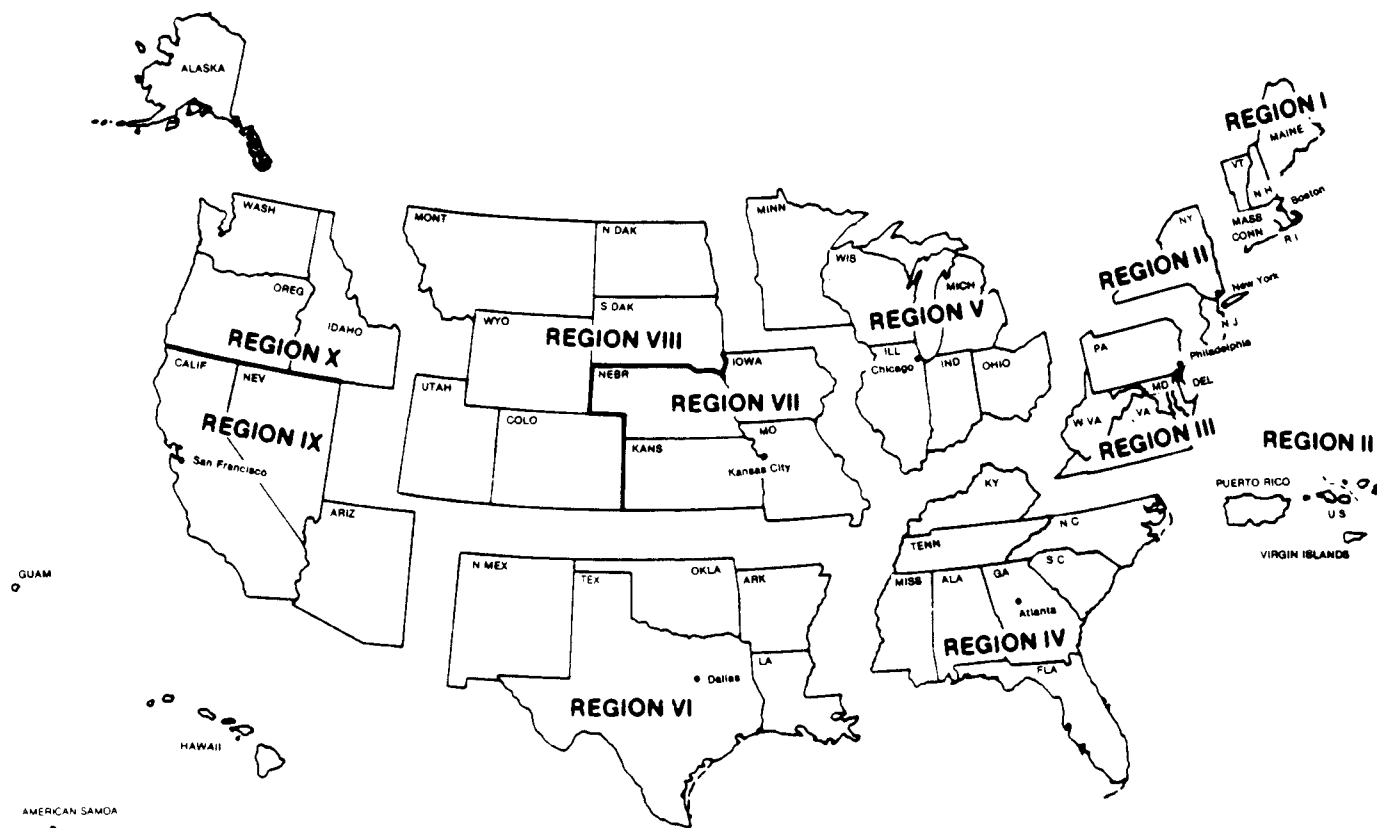 ALASKA
REGION I
MAINE
VT
N H
Boston
MASS
CONN
R I
WASH
OREG
IDAHO
REGION X
MONT
N DAK
S DAK
WYO
REGION VIII
UTAH
COLO
MINN
WIS
MICH
REGION V
ILL
Chicago
IND
OHIO
NY
REGION II
New York
N J
PA
Philadelphia
MD
DEL
W VA
VA
REGION III
REGION II
PUERTO RICO
U S
VIRGIN ISLANDS
CALIF
NEV
REGION IX
San Francisco
ARIZ
NEBR
IOWA
REGION VII
KANS
MO
Kansas City
KY
TENN
N C
S C
MISS
ALA
GA
Atlanta
REGION IV
FLA
N MEX
TEX
OKLA
ARK
LA
Dallas
REGION VI
GUAM
HAWAII
AMERICAN SAMOA